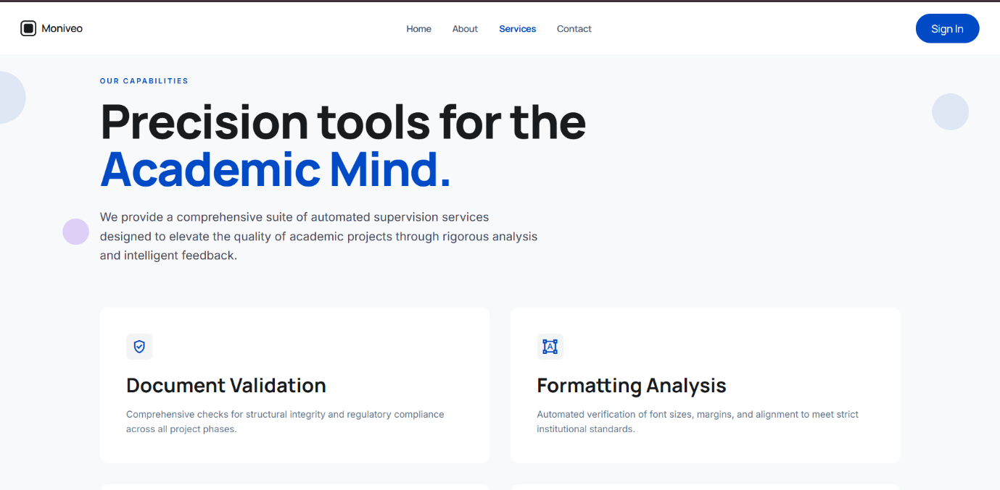 Moniveo
Home
About
Services
Contact
Sign In
OUR CAPABILITIES
Precision tools for the
Academic Mind.
We provide a comprehensive suite of automated supervision services
designed to elevate the quality of academic projects through rigorous analysis
and intelligent feedback.
Document Validation
Comprehensive checks for structural integrity and regulatory compliance
across all project phases.
A
Formatting Analysis
Automated verification of font sizes, margins, and alignment to meet strict
institutional standards.